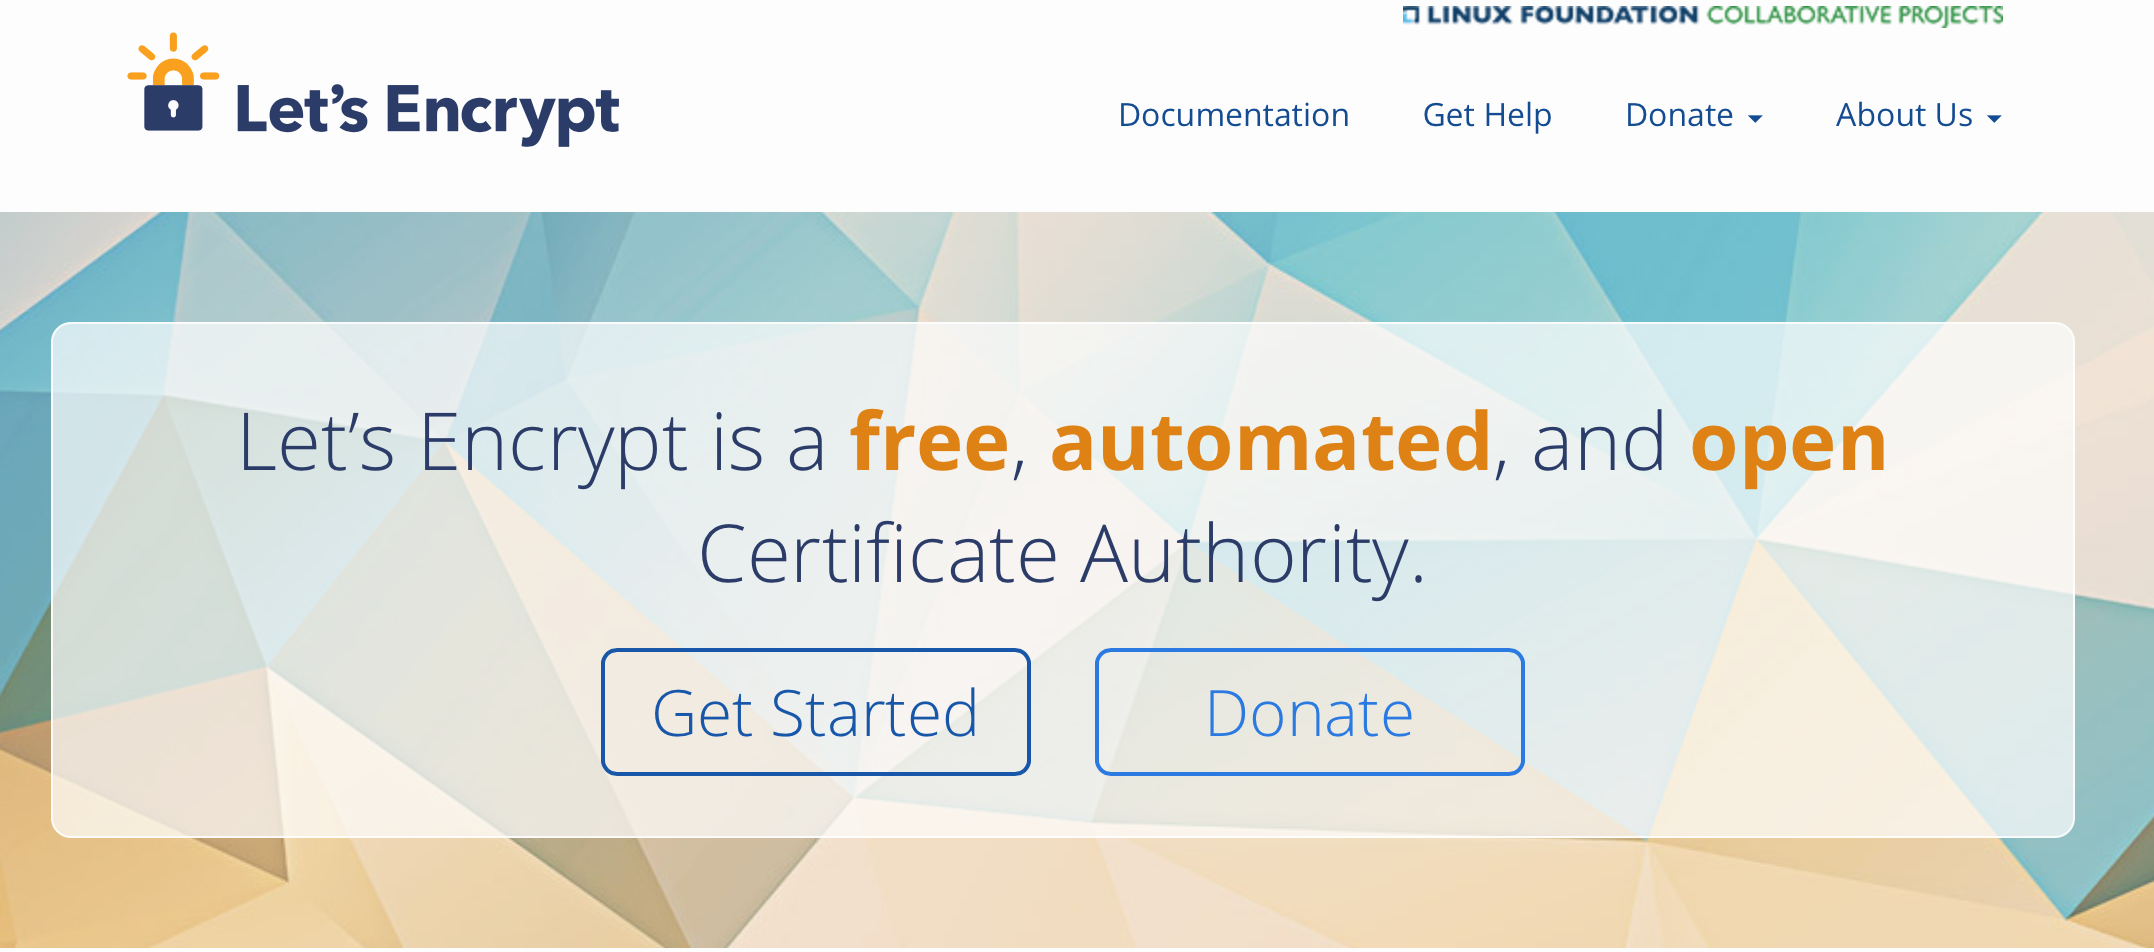 LINUX FOUNDATION COLLABORATIVE PROJECTS
Let's Encrypt
Documentation Get Help Donate About Us
Let’s Encrypt is a free, automated, and open
Certificate Authority.
Get Started Donate